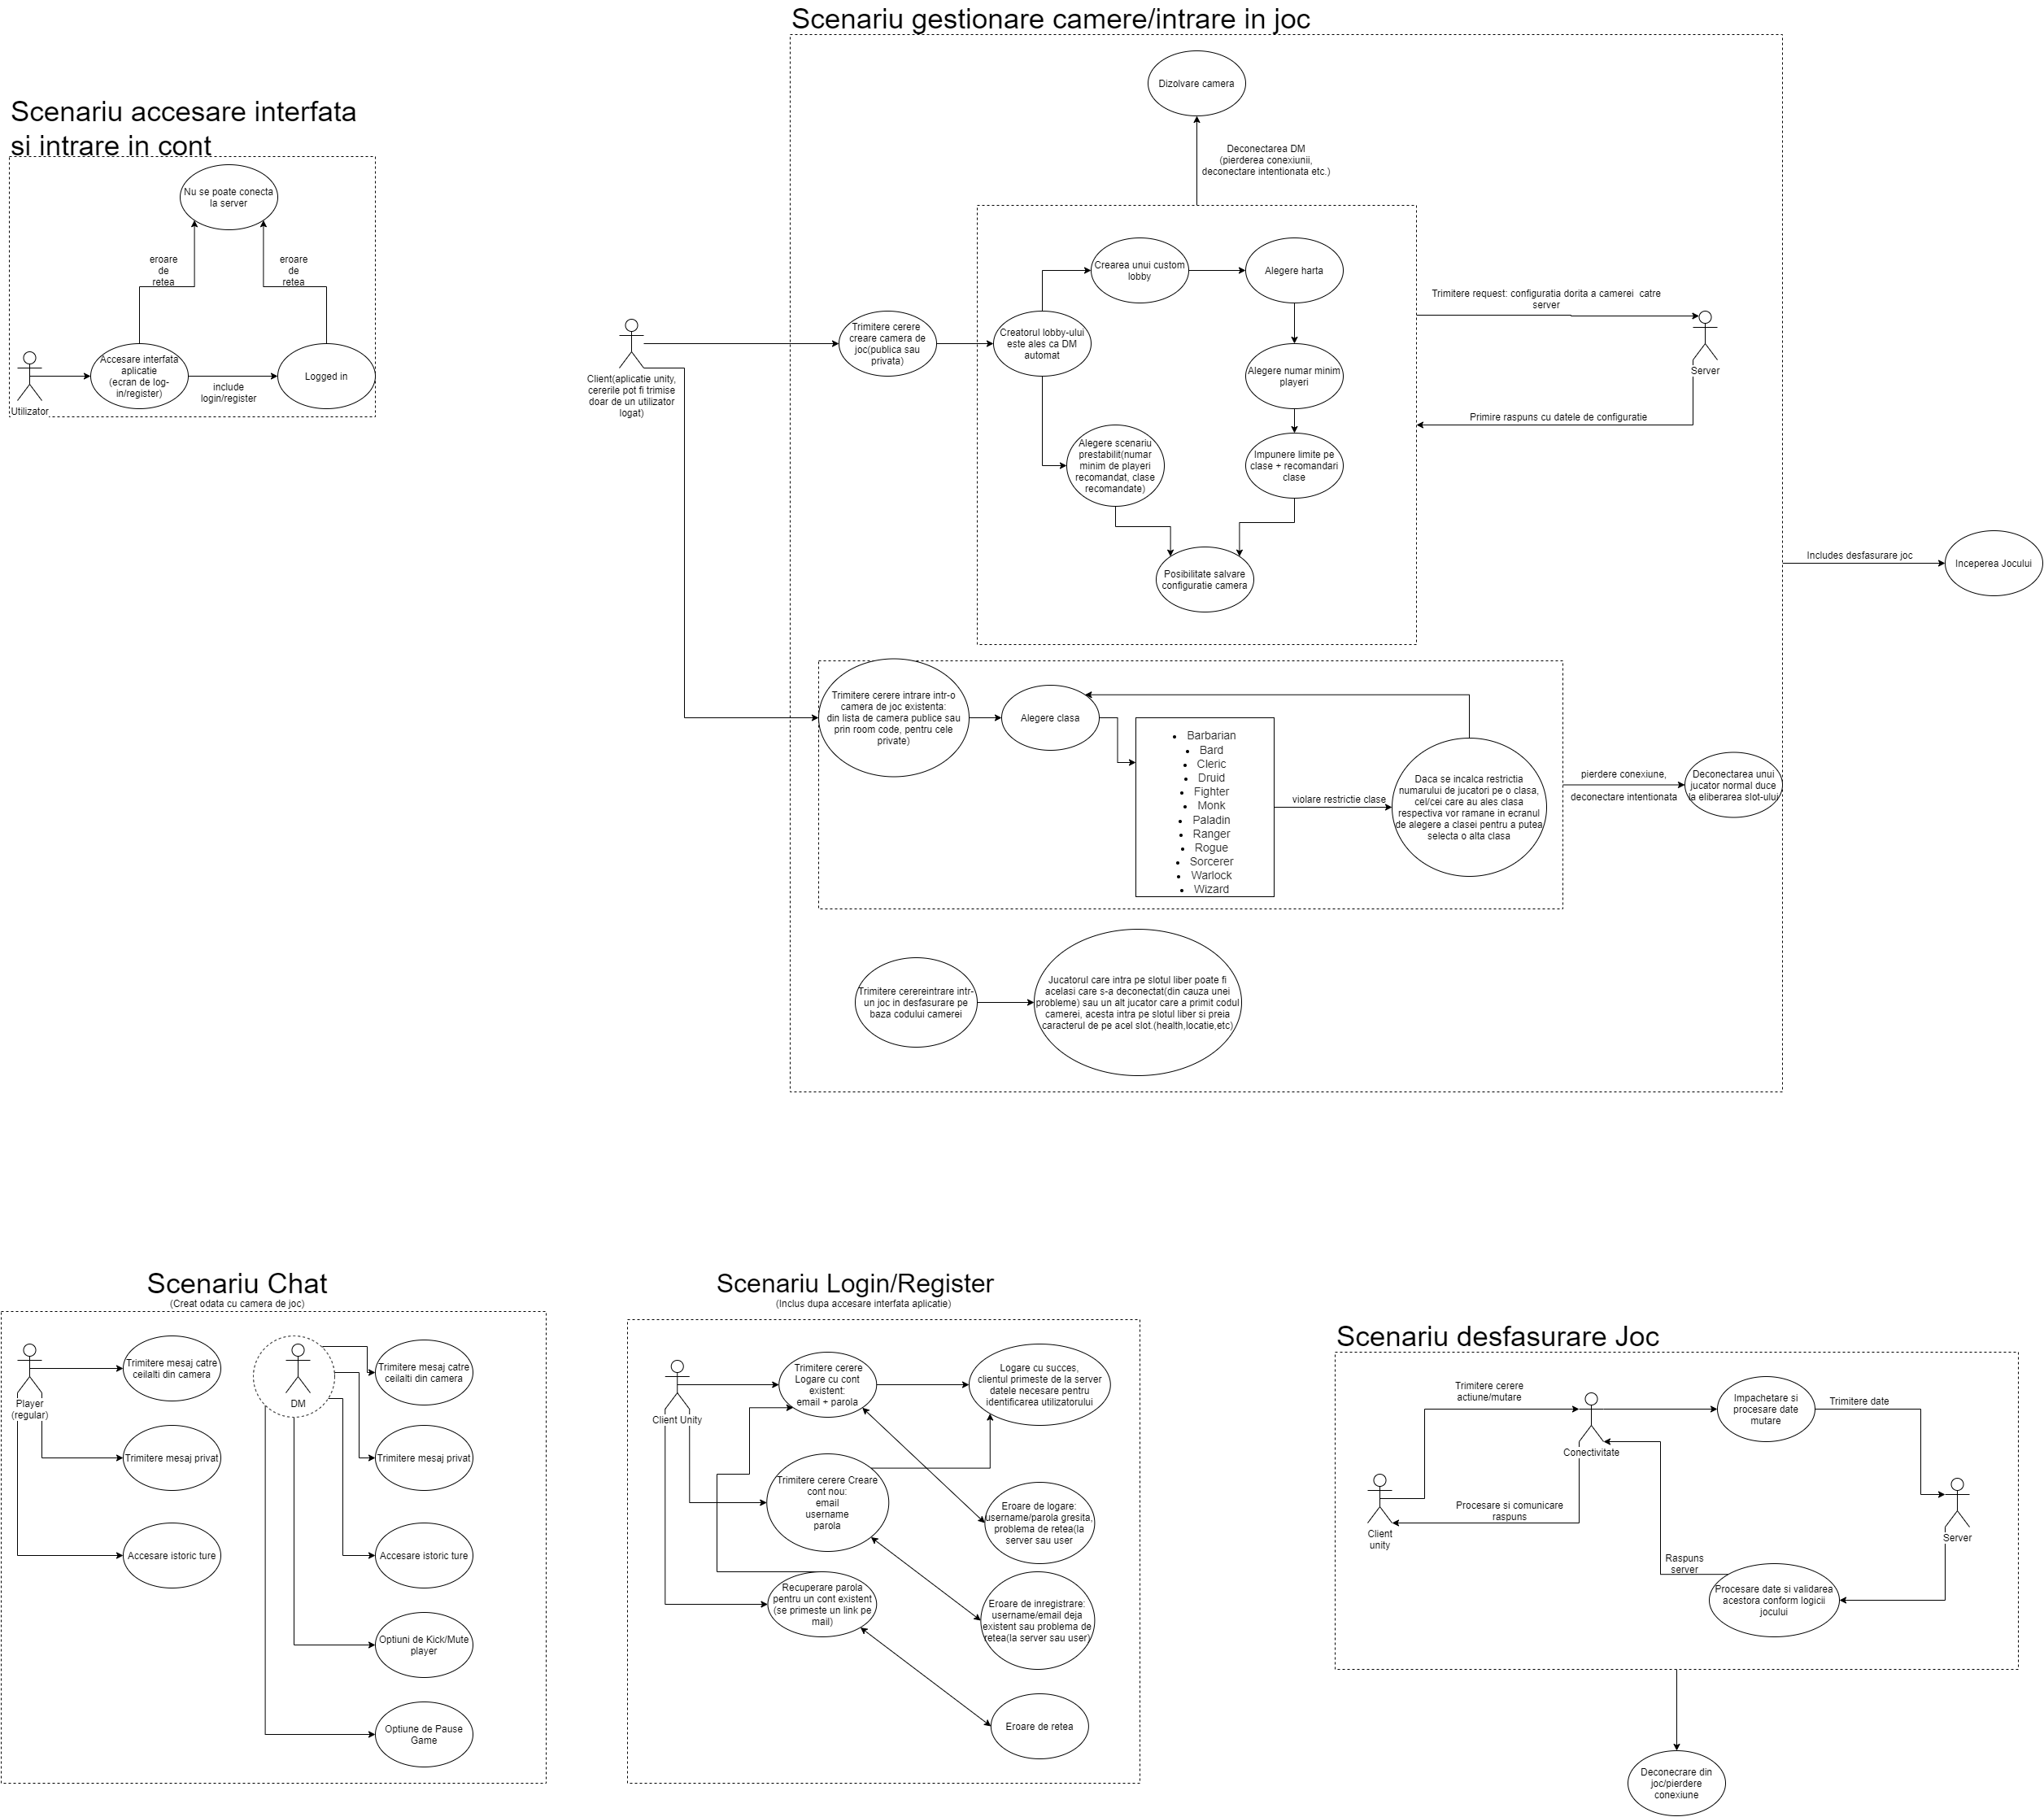 Scenariu gestionare camere/intrare in joc
Dizolvare camera
Deconectarea DM
(pierderea conexiunii,
deconectare intentionata etc.)
Scenariu accesare interfata
si intrare in cont
Nu se poate conecta
la server
eroare
de
retea
eroare
de
retea
Accesare interfata
aplicatie
(ecran de log-
in/register)
include
login/register
Logged in
Utilizator
Client(aplicatie unity,
cererile pot fi trimise
doar de un utilizator
logat)
Trimitere cerere
creare camera de
joc(publica sau
privata)
Creatorul lobby-ului
este ales ca DM
automat
Crearea unui custom
lobby
Alegere harta
Alegere numar minim
playeri
Impunere limite pe
clase + recomandari
clase
Alegere scenariu
prestabilit(numar
minim de playeri
recomandat, clase
recomandate)
Posibilitate salvare
configuratie camera
Trimitere request: configuratia dorita a camerei  catre
server
Server
Primire raspuns cu datele de configuratie
Includes desfasurare joc
Inceperea Jocului
Trimitere cerere intrare intr-o
camera de joc existenta:
din lista de camera publice sau
prin room code, pentru cele
private)
Alegere clasa
Barbarian
Bard
Cleric
Druid
Fighter
Monk
Paladin
Ranger
Rogue
Sorcerer
Warlock
Wizard
violare restrictie clase
Daca se incalca restrictia
numarului de jucatori pe o clasa,
cel/cei care au ales clasa
respectiva vor ramane in ecranul
de alegere a clasei pentru a putea
selecta o alta clasa
pierdere conexiune,
deconectare intentionata
Deconectarea unui
jucator normal duce
la eliberarea slot-ului
Trimitere cerereintrare intr-
un joc in desfasurare pe
baza codului camerei
Jucatorul care intra pe slotul liber poate fi
acelasi care s-a deconectat(din cauza unei
probleme) sau un alt jucator care a primit codul
camerei, acesta intra pe slotul liber si preia
caracterul de pe acel slot.(health,locatie,etc)
Scenariu Chat
(Creat odata cu camera de joc)
Player
(regular)
Trimitere mesaj catre
ceilalti din camera
Trimitere mesaj privat
Accesare istoric ture
DM
Trimitere mesaj catre
ceilalti din camera
Trimitere mesaj privat
Accesare istoric ture
Optiuni de Kick/Mute
player
Optiune de Pause
Game
Scenariu Login/Register
(Inclus dupa accesare interfata aplicatie)
Client Unity
Trimitere cerere
Logare cu cont
existent:
email + parola
Logare cu succes,
clientul primeste de la server
datele necesare pentru
identificarea utilizatorului
Trimitere cerere Creare
cont nou:
email
username
parola
Eroare de logare:
username/parola gresita,
problema de retea(la
server sau user
Recuperare parola
pentru un cont existent
(se primeste un link pe
mail)
Eroare de inregistrare:
username/email deja
existent sau problema de
retea(la server sau user)
Eroare de retea
Scenariu desfasurare Joc
Trimitere cerere
actiune/mutare
Conectivitate
Impachetare si
procesare date
mutare
Trimitere date
Client
unity
Procesare si comunicare
raspuns
Server
Raspuns
server
Procesare date si validarea
acestora conform logicii
jocului
Deconecrare din
joc/pierdere
conexiune